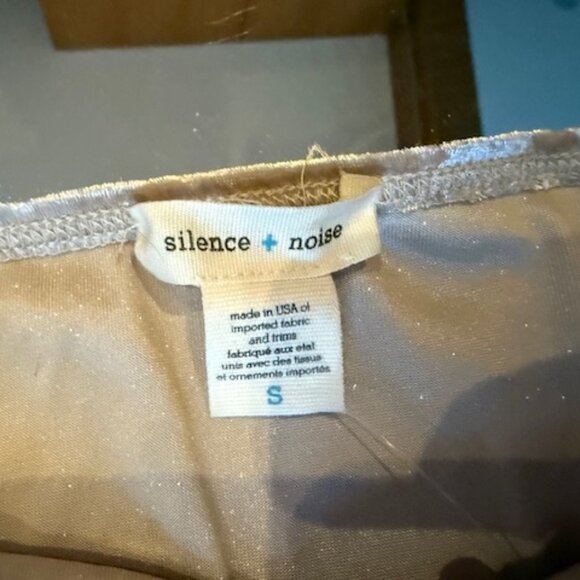 silence + noise
made in USA of
imported fabric
and trims
fabriqué aux etat
unis avec des tissus
et ornements importés
S